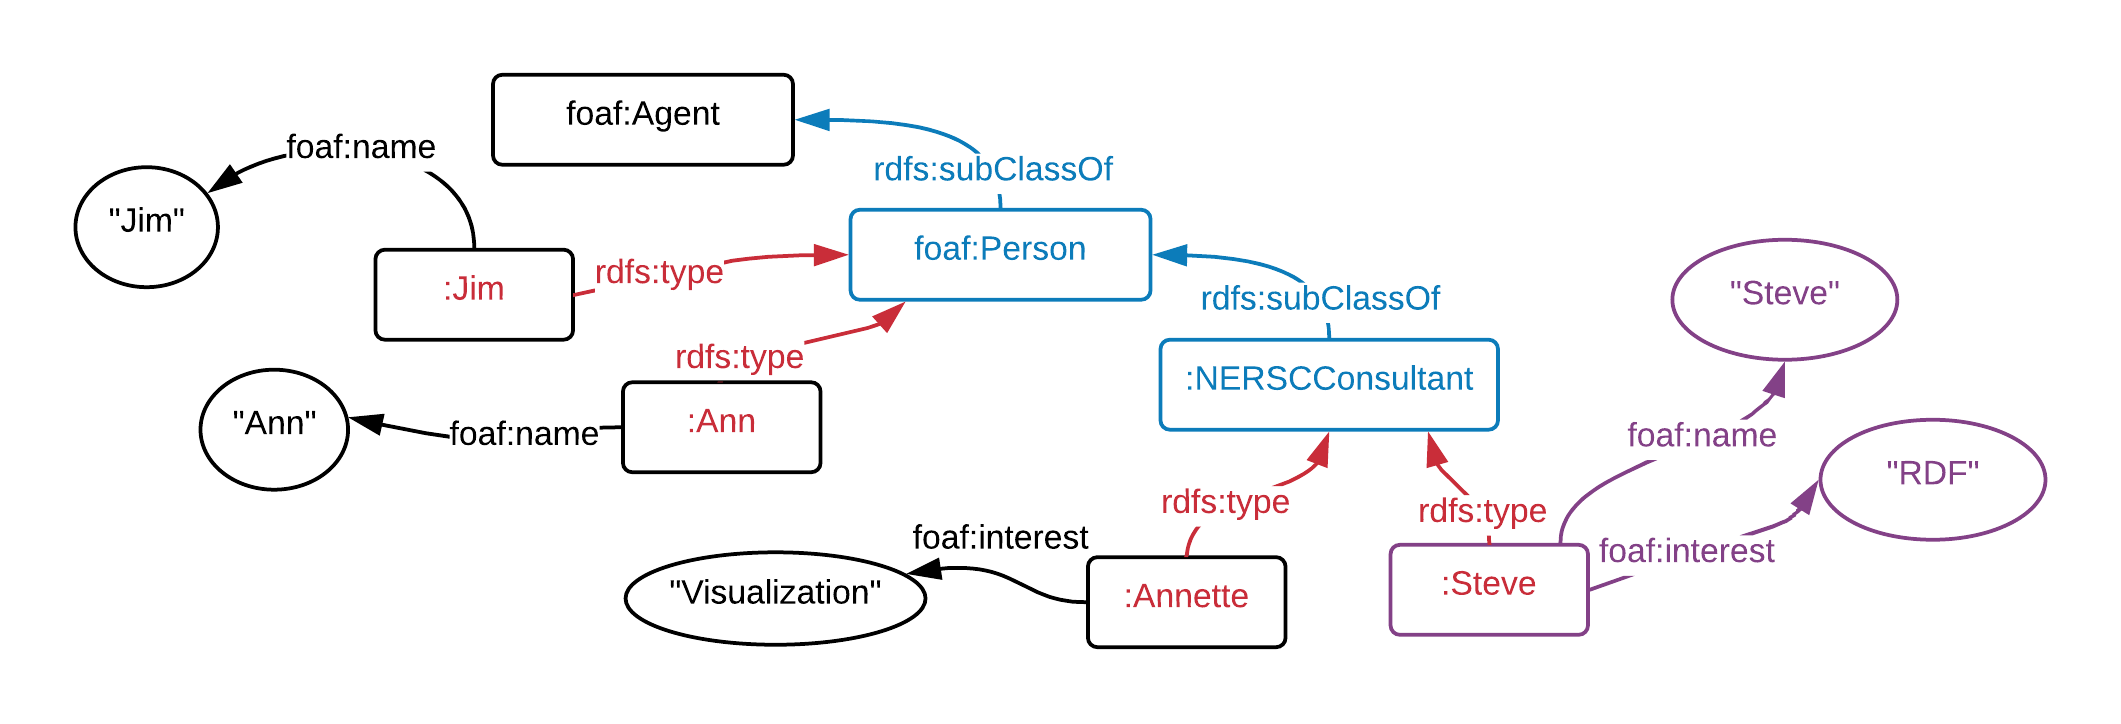 foaf:Agent
foaf:name
rdfs:subClassOf
"Jim"
foaf:Person
:Jim
rdfs:type
"Steve"
rdfs:subClassOf
rdfs:type
:NERSCConsultant
"Ann"
foaf:name
:Ann
foaf:name
"RDF"
rdfs:type
rdfs:type
foaf:interest
foaf:interest
"Visualization"
:Annette
:Steve